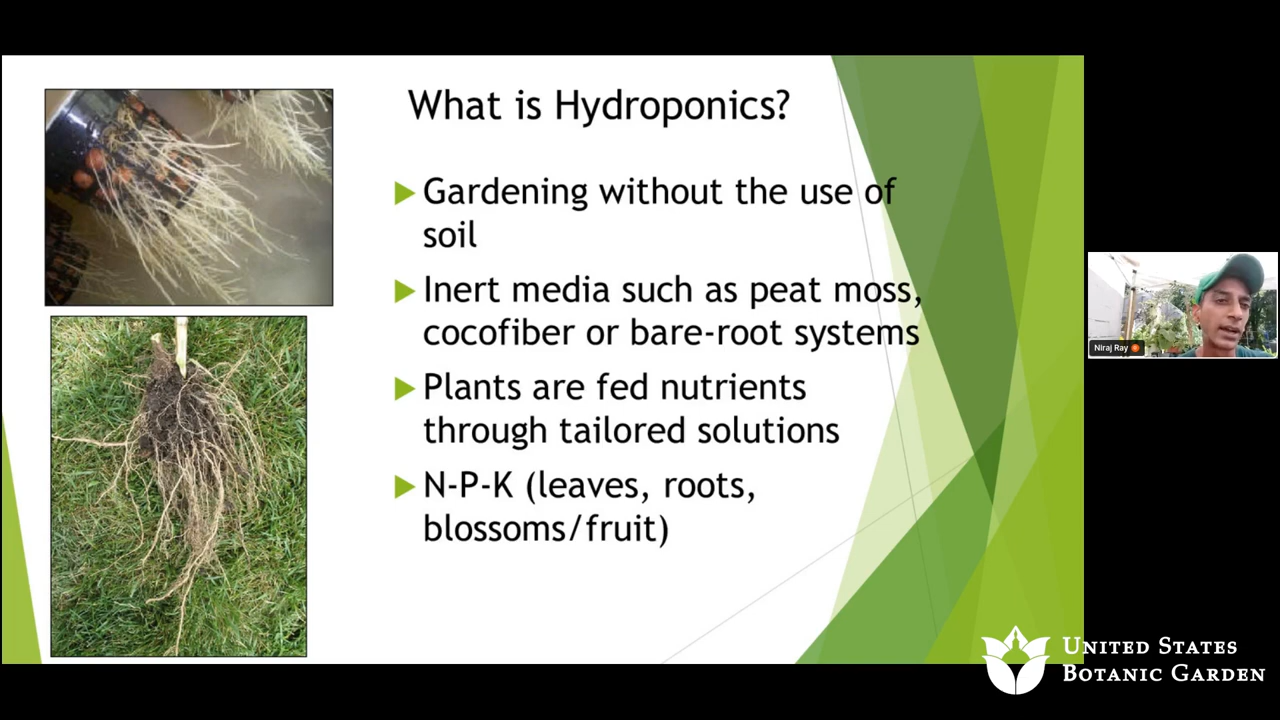 What is Hydroponics?
Gardening without the use of
soil
Inert media such as peat moss,
cocofiber or bare-root systems
Plants are fed nutrients
through tailored solutions
N-P-K (leaves, roots,
blossoms/fruit)
Niraj Ray
UNITED STATES
BOTANIC GARDEN